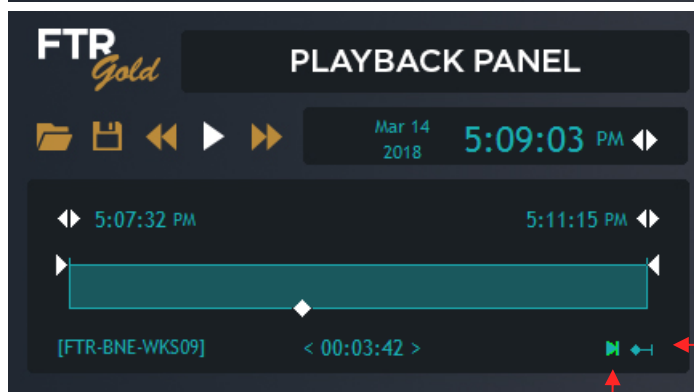 FTR
Gold
PLAYBACK PANEL
Mar 14
2018
5:09:03 PM
5:07:32 PM
5:11:15 PM
[FTR-BNE-WKS09]
< 00:03:42 >